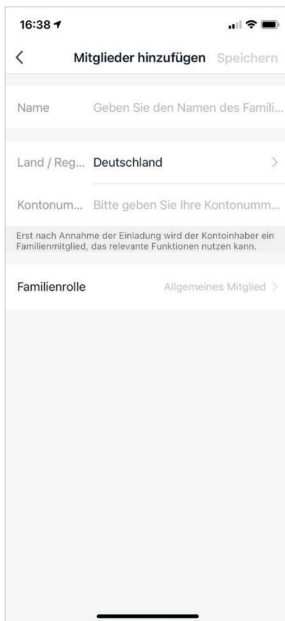 16:38
Mitglieder hinzufügen Speichern
Name Geben Sie den Namen des Famili...
Land / Reg... Deutschland
Kontonum... Bitte geben Sie Ihre Kontonumm...
Erst nach Annahme der Einladung wird der Kontoinhaber ein
Familienmitglied, das relevante Funktionen nutzen kann.
Familienrolle Allgemeines Mitglied